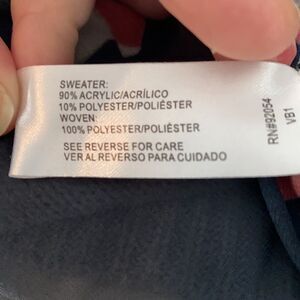 SWEATER:
90% ACRYLIC/ACRÍLICO
10% POLYESTER/POLIÉSTER
WOVEN:
100% POLYESTER/POLIÉSTER
SEE REVERSE FOR CARE
VER AL REVERSO PARA CUIDADO
RN#92054
VB1